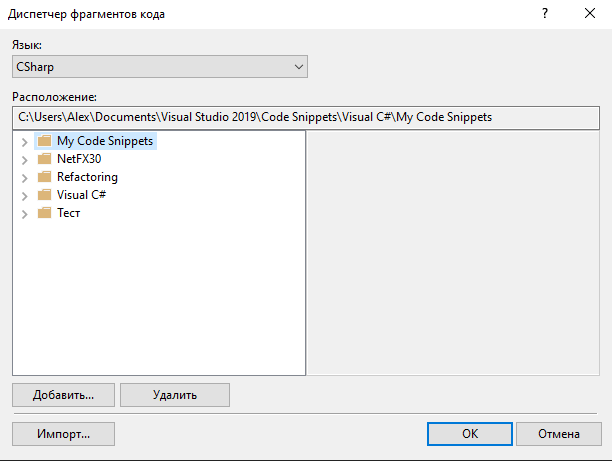 Диспетчер фрагментов кода
?
Язык:
CSharp
Расположение:
C:\Users\Alex\Documents\Visual Studio 2019\Code Snippets\Visual C#\My Code Snippets
My Code Snippets
NetFX30
Refactoring
Visual C#
Тест
Добавить... Удалить
Импорт... ОК Отмена